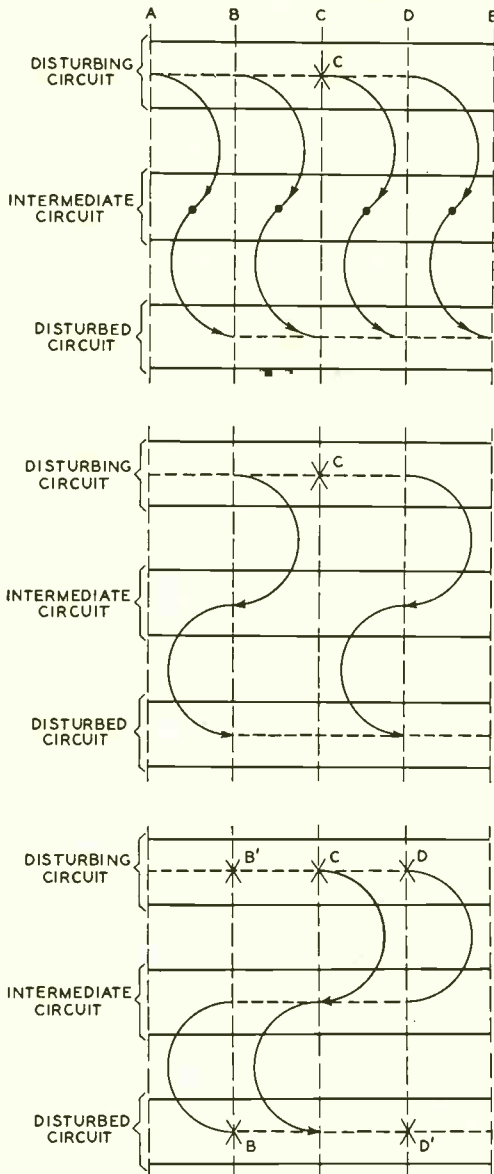 A B C D E
DISTURBING
CIRCUIT
C
INTERMEDIATE
CIRCUIT
DISTURBED
CIRCUIT
DISTURBING
CIRCUIT
C
INTERMEDIATE
CIRCUIT
DISTURBED
CIRCUIT
DISTURBING
CIRCUIT
B' C D
INTERMEDIATE
CIRCUIT
DISTURBED
CIRCUIT
B D'